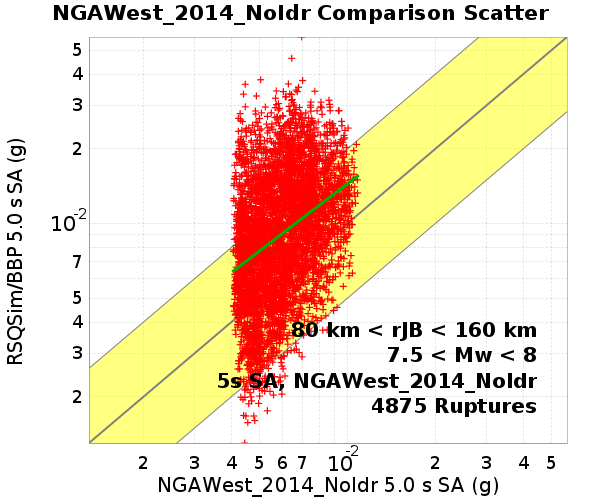 NGAWest_2014_NoIdr Comparison Scatter
RSQSim/BBP 5.0 s SA (g)
5
4
3
2
10-2
7
5
4
3
2
80 km < rJB < 160 km
7.5 < Mw < 8
5s SA, NGAWest_2014_NoIdr
4875 Ruptures
2 3 4 5 6 7 10-2 2 3 4 5
NGAWest_2014_NoIdr 5.0 s SA (g)